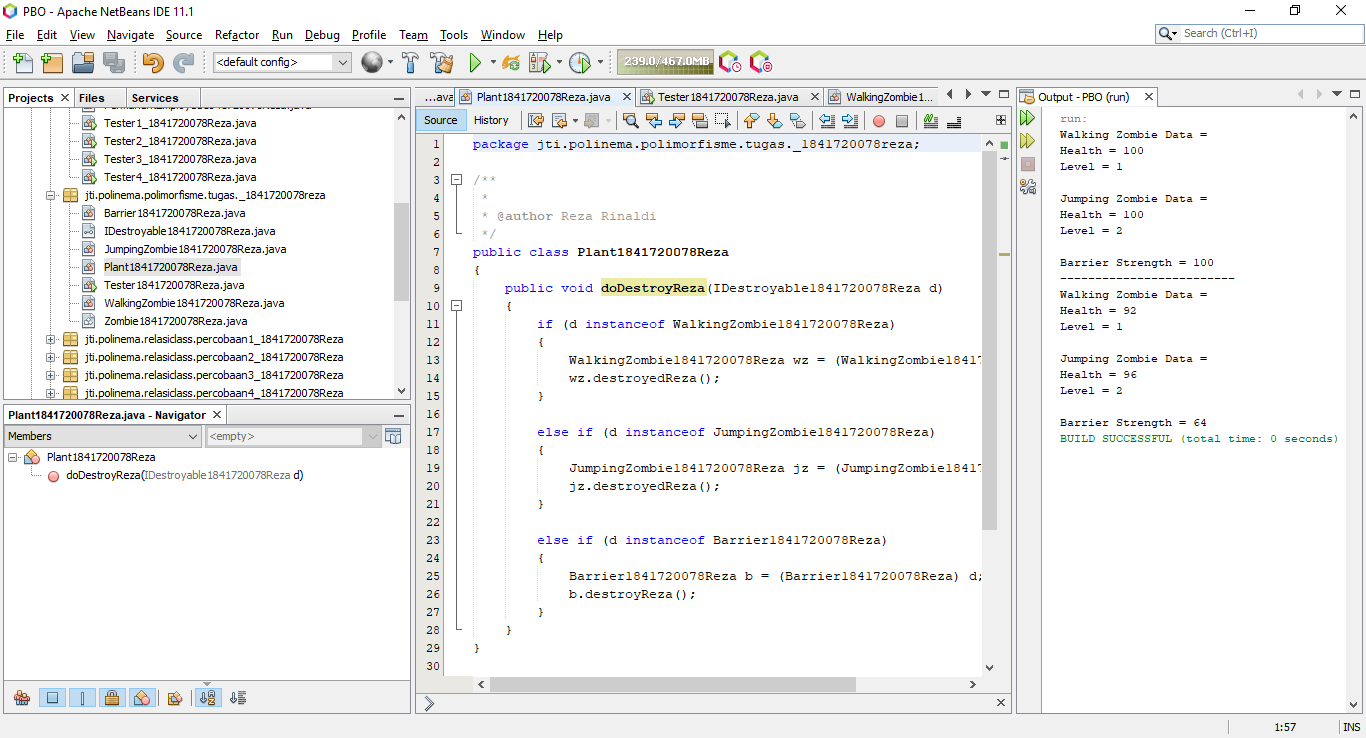 PBO - Apache NetBeans IDE 11.1
File Edit View Navigate Source Refactor Run Debug Profile Team Tools Window Help
Search (Ctrl+I)
<default config>
239.0/467.0MB
Projects Files Services
Tester1_1841720078Reza.java
Tester2_1841720078Reza.java
Tester3_1841720078Reza.java
Tester4_1841720078Reza.java
jti.polinema.polimorfisme.tugas._1841720078reza
Barrier1841720078Reza.java
IDestroyable1841720078Reza.java
JumpingZombie1841720078Reza.java
Plant1841720078Reza.java
Tester1841720078Reza.java
WalkingZombie1841720078Reza.java
Zombie1841720078Reza.java
jti.polinema.relasiclass.percobaan1_1841720078Reza
jti.polinema.relasiclass.percobaan2_1841720078Reza
jti.polinema.relasiclass.percobaan3_1841720078Reza
jti.polinema.relasiclass.percobaan4_1841720078Reza
Plant1841720078Reza.java - Navigator
Members <empty>
Plant1841720078Reza
doDestroyReza(IDestroyable1841720078Reza d)
...ava Plant1841720078Reza.java Tester1841720078Reza.java WalkingZombie1...
Source History
1 package jti.polinema.polimorfisme.tugas._1841720078reza;
2
3 /**
4 *
5 * @author Reza Rinaldi
6 */
7 public class Plant1841720078Reza
8 {
9 public void doDestroyReza(IDestroyable1841720078Reza d)
10 {
11 if (d instanceof WalkingZombie1841720078Reza)
12 {
13 WalkingZombie1841720078Reza wz = (WalkingZombie1841
14 wz.destroyedReza();
15 }
16
17 else if (d instanceof JumpingZombie1841720078Reza)
18 {
19 JumpingZombie1841720078Reza jz = (JumpingZombie1841
20 jz.destroyedReza();
21 }
22
23 else if (d instanceof Barrier1841720078Reza)
24 {
25 Barrier1841720078Reza b = (Barrier1841720078Reza) d;
26 b.destroyReza();
27 }
28 }
29 }
30
Output - PBO (run)
run:
Walking Zombie Data =
Health = 100
Level = 1
Jumping Zombie Data =
Health = 100
Level = 2
Barrier Strength = 100
-------------------------
Walking Zombie Data =
Health = 92
Level = 1
Jumping Zombie Data =
Health = 96
Level = 2
Barrier Strength = 64
BUILD SUCCESSFUL (total time: 0 seconds)
1:57 INS